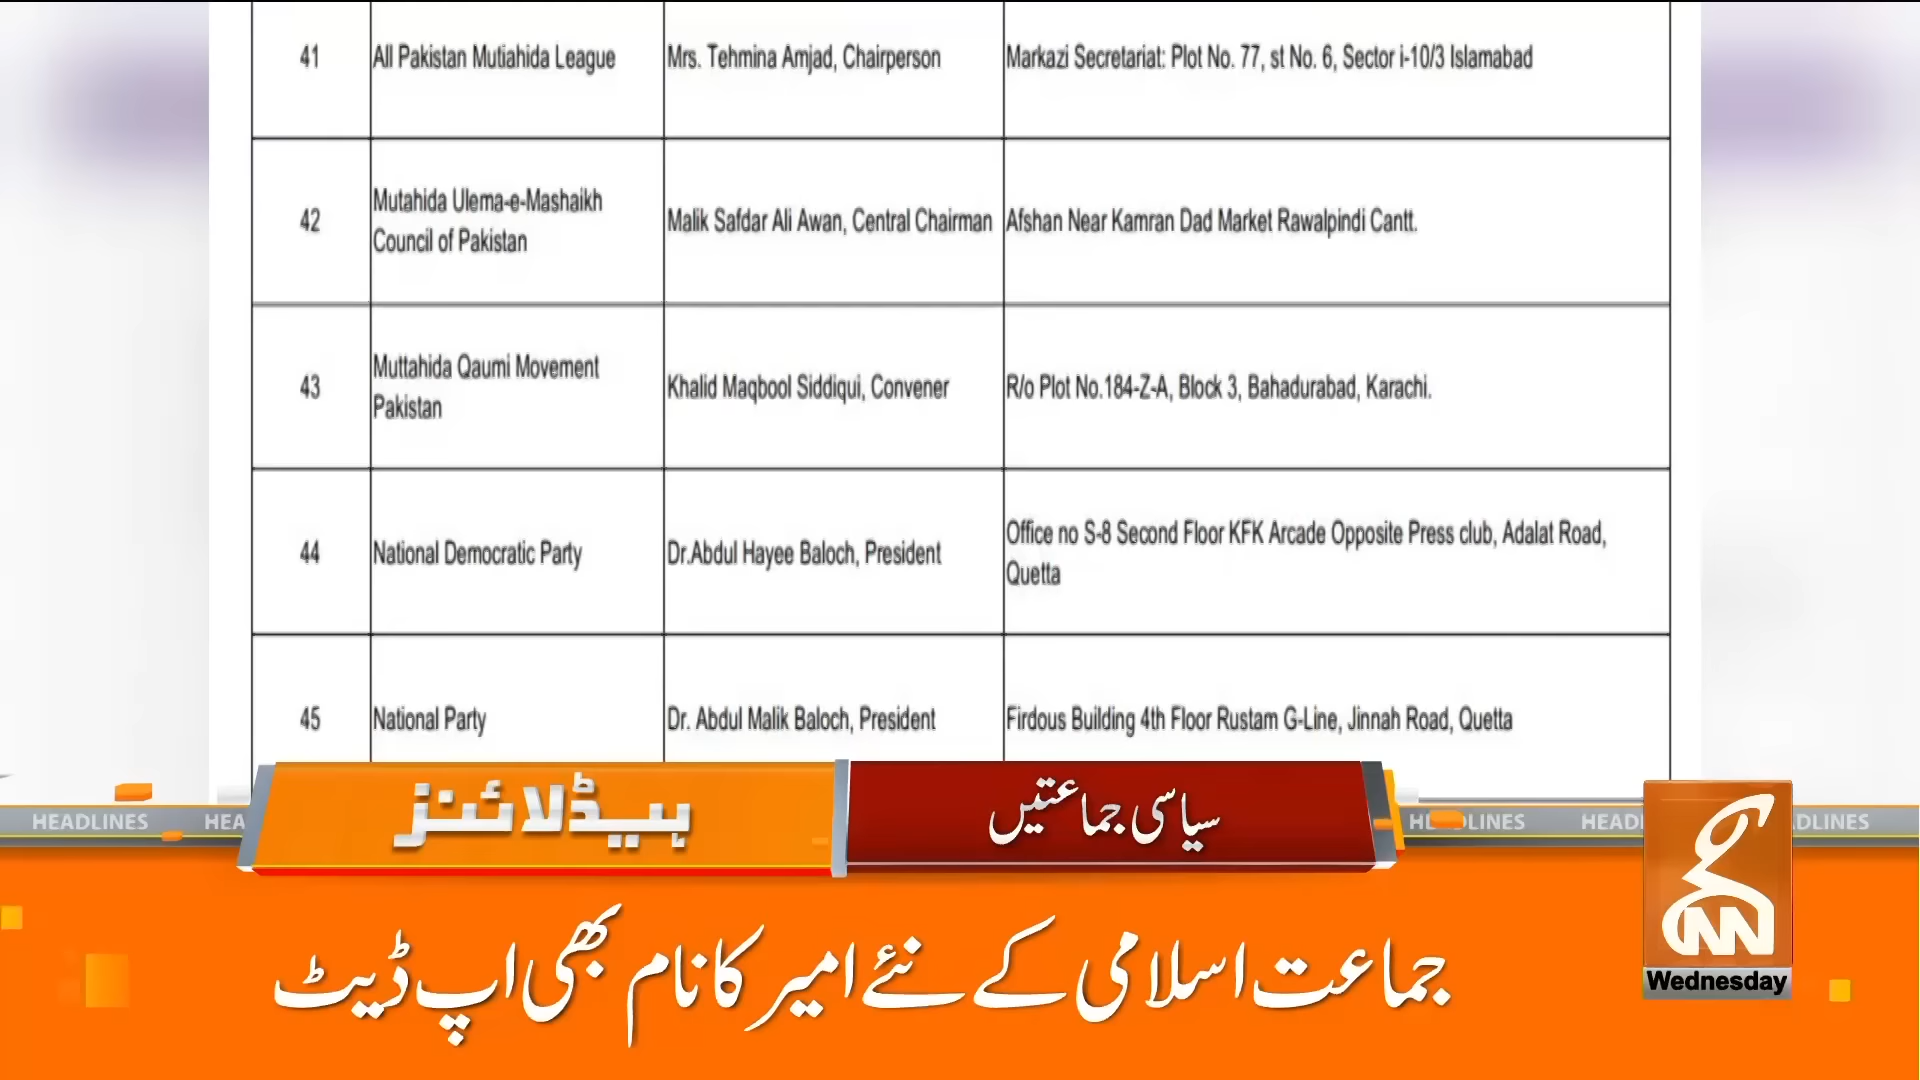 41 All Pakistan Mutiahida League Mrs. Tehmina Amjad, Chairperson Markazi Secretariat: Plot No. 77, st No. 6, Sector i-10/3 Islamabad
42 Mutahida Ulema-e-Mashaikh Council of Pakistan Malik Safdar Ali Awan, Central Chairman Afshan Near Kamran Dad Market Rawalpindi Cantt.
43 Muttahida Qaumi Movement Pakistan Khalid Maqbool Siddiqui, Convener R/o Plot No.184-Z-A, Block 3, Bahadurabad, Karachi.
44 National Democratic Party Dr.Abdul Hayee Baloch, President Office no S-8 Second Floor KFK Arcade Opposite Press club, Adalat Road, Quetta
45 National Party Dr. Abdul Malik Baloch, President Firdous Building 4th Floor Rustam G-Line, Jinnah Road, Quetta
سیاسی جماعتیں
ہیڈلائنز
HEADLINES HEA HEADLINES HEAD DLINES
جماعت اسلامی کے نئے امیر کا نام بھی اپ ڈیٹ
GNN
Wednesday